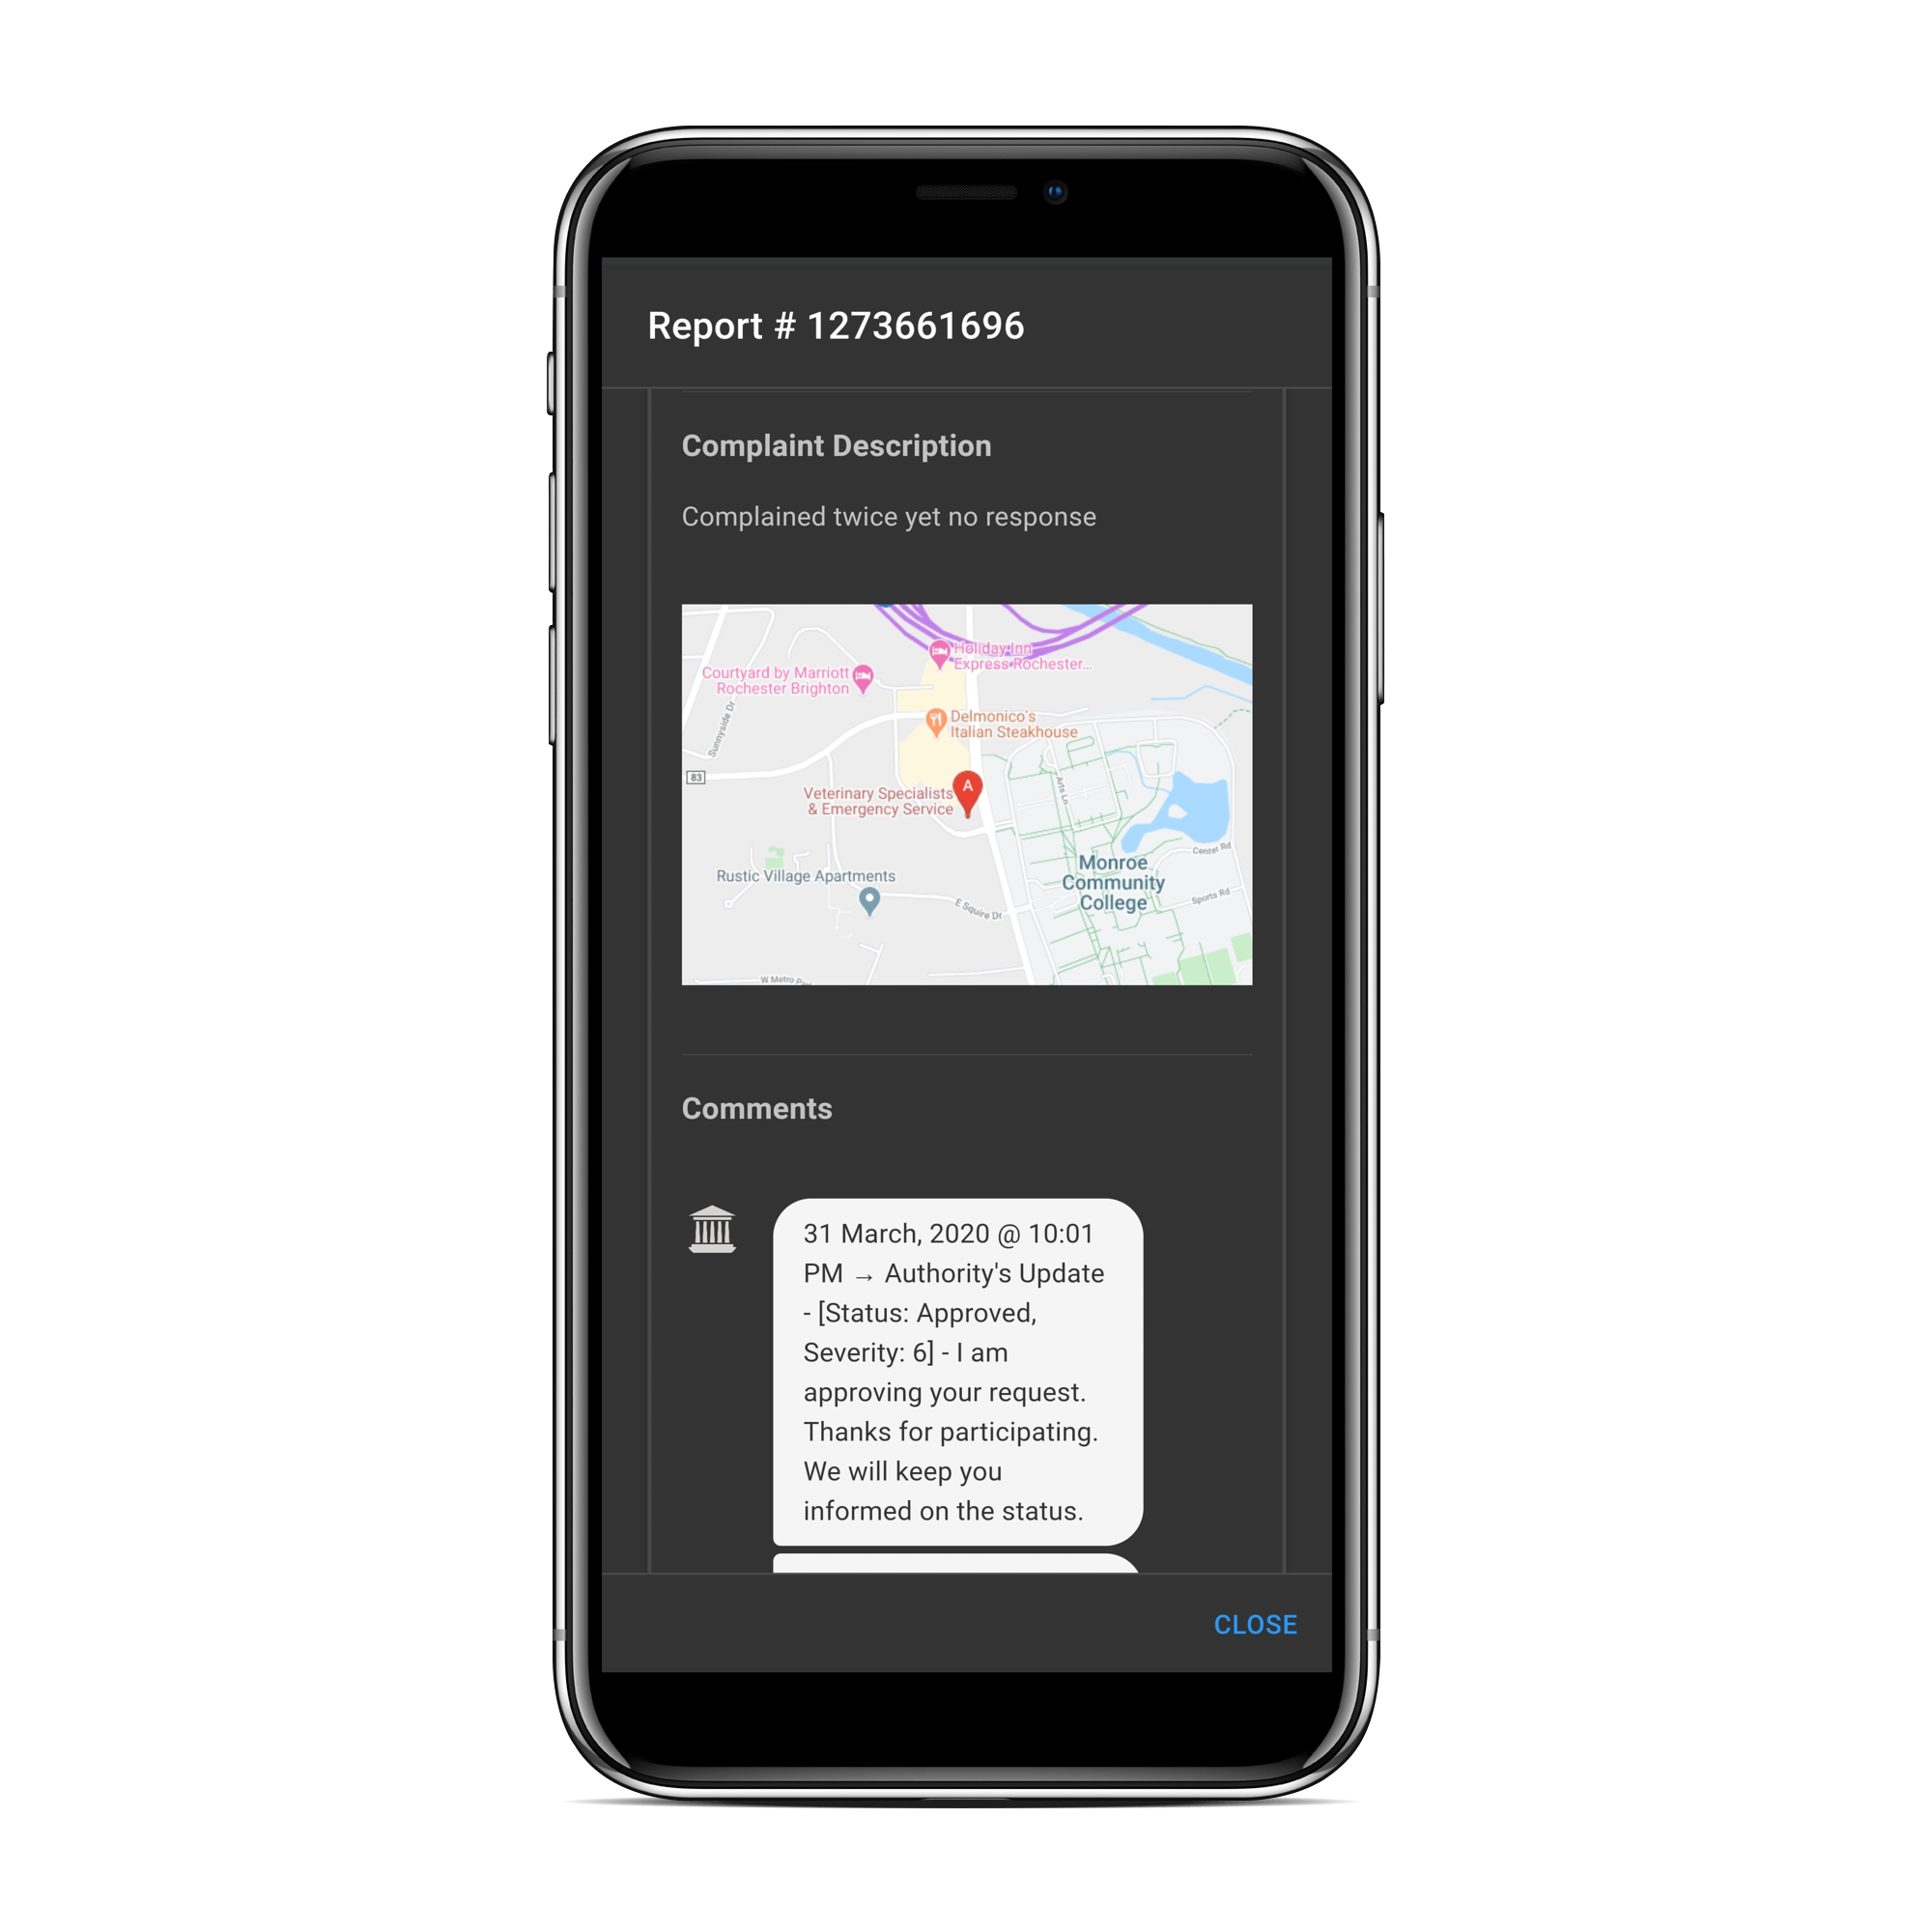 Report # 1273661696
Complaint Description
Complained twice yet no response
Holiday Inn
Express Rochester...
Courtyard by Marriott
Rochester Brighton
Sunnyside Dr
Delmonico's
Italian Steakhouse
83
A
Arts Ln
Veterinary Specialists
& Emergency Service
Center Rd
Monroe
Community
College
Rustic Village Apartments
Sports Rd
E Squire Dr
W Metro
Comments
31 March, 2020 @ 10:01
PM → Authority's Update
- [Status: Approved,
Severity: 6] - I am
approving your request.
Thanks for participating.
We will keep you
informed on the status.
CLOSE